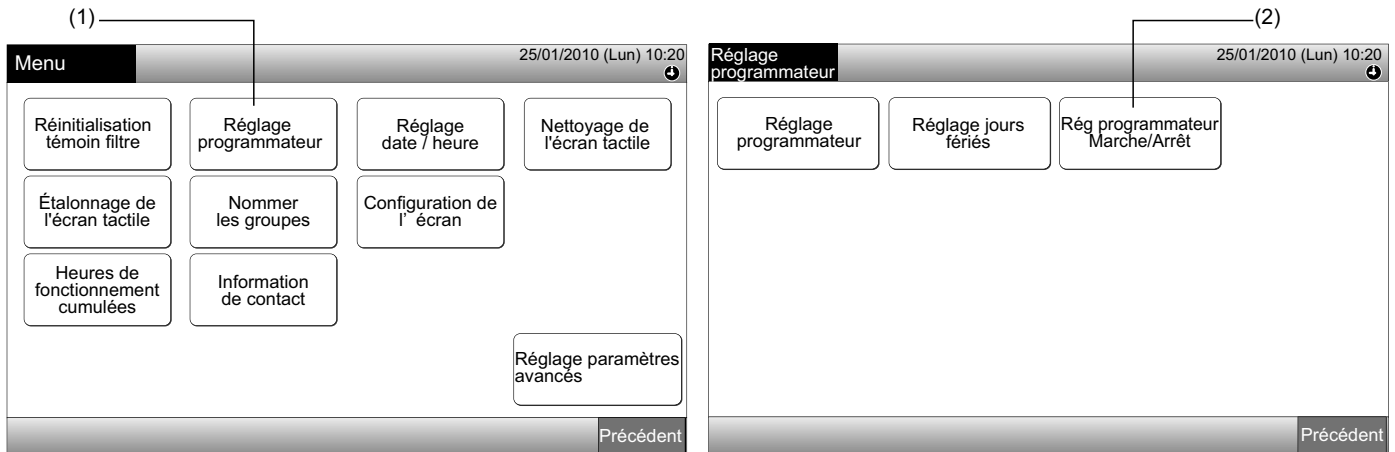 (1)
(2)
Menu
25/01/2010 (Lun) 10:20
Réinitialisation
témoin filtre
Réglage
programmateur
Réglage
date / heure
Nettoyage de
l'écran tactile
Étalonnage de
l'écran tactile
Nommer
les groupes
Configuration de
l’ écran
Heures de
fonctionnement
cumulées
Information
de contact
Réglage paramètres
avancés
Précédent
Réglage
programmateur
25/01/2010 (Lun) 10:20
Réglage
programmateur
Réglage jours
fériés
Rég programmateur
Marche/Arrêt
Précédent